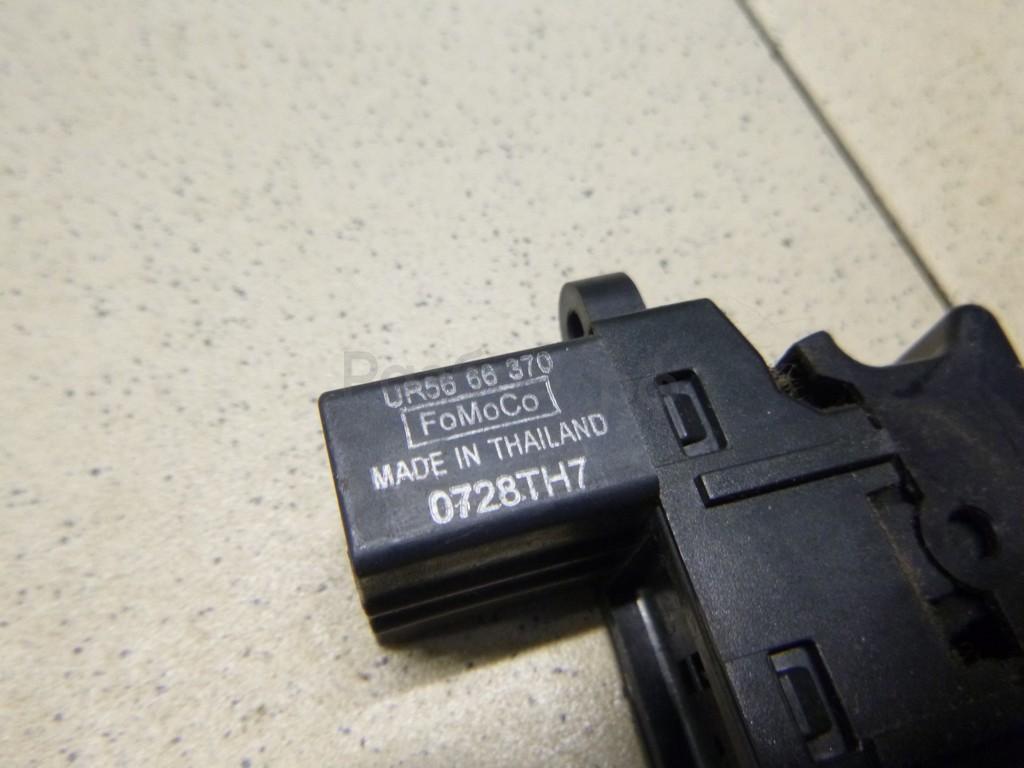 UR56 66 370
FoMoCo
MADE IN THAILAND
0728TH7